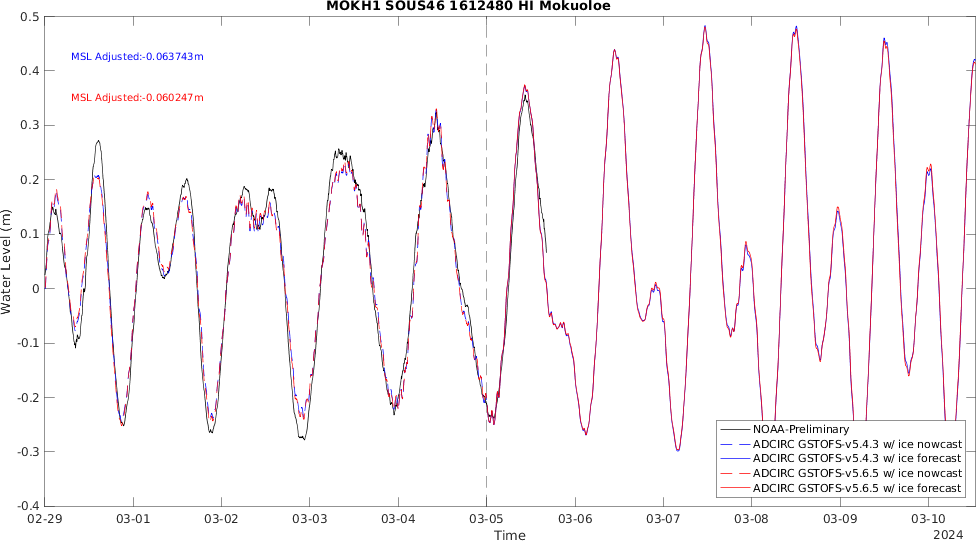 MOKH1 SOUS46 1612480 HI Mokuoloe
MSL Adjusted:-0.063743m
MSL Adjusted:-0.060247m
0.5
0.4
0.3
0.2
0.1
0
-0.1
-0.2
-0.3
-0.4
Water Level (m)
NOAA-Preliminary
ADCIRC GSTOFS-v5.4.3 w/ ice nowcast
ADCIRC GSTOFS-v5.4.3 w/ ice forecast
ADCIRC GSTOFS-v5.6.5 w/ ice nowcast
ADCIRC GSTOFS-v5.6.5 w/ ice forecast
02-29 03-01 03-02 03-03 03-04 03-05 03-06 03-07 03-08 03-09 03-10
Time
2024